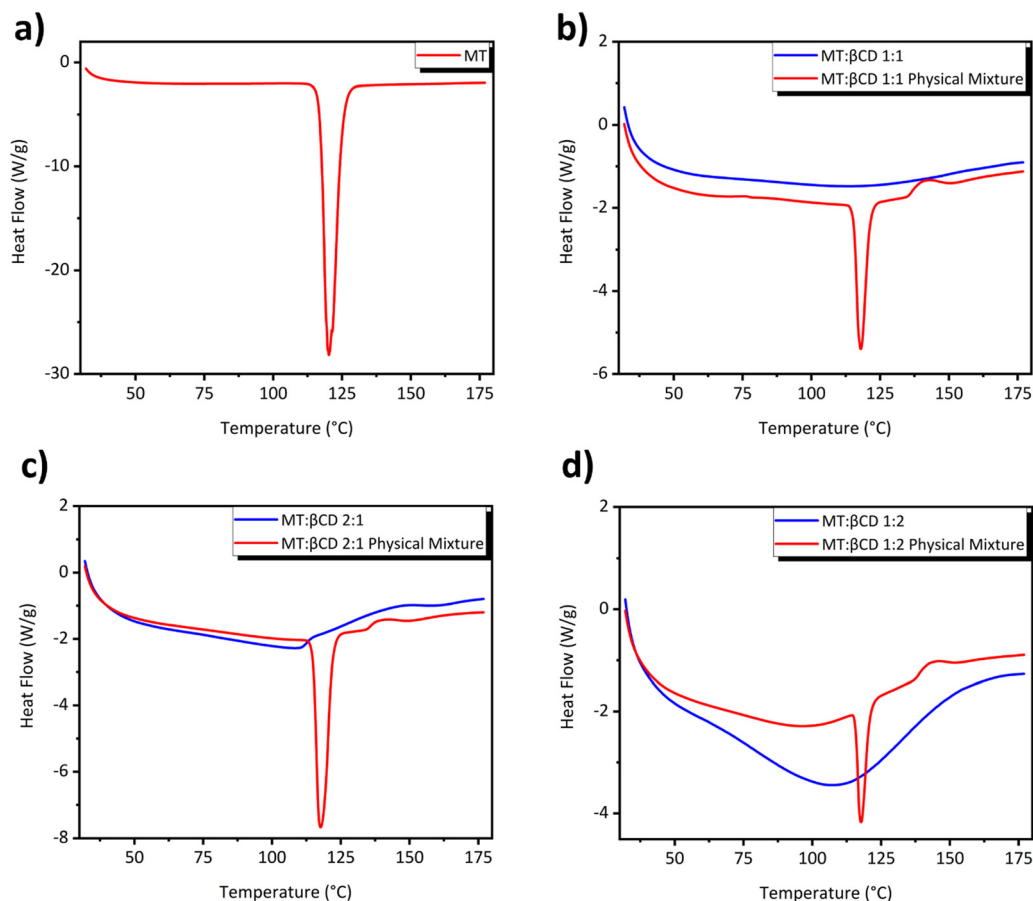 a)
MT
0
-10
-20
-30
Heat Flow (W/g)
50
75
100
125
150
175
Temperature (°C)
b)
MT:βCD 1:1
MT:βCD 1:1 Physical Mixture
2
0
-2
-4
-6
Heat Flow (W/g)
50
75
100
125
150
175
Temperature (°C)
c)
MT:βCD 2:1
MT:βCD 2:1 Physical Mixture
2
0
-2
-4
-6
-8
Heat Flow (W/g)
50
75
100
125
150
175
Temperature (°C)
d)
MT:βCD 1:2
MT:βCD 1:2 Physical Mixture
2
0
-2
-4
Heat Flow (W/g)
50
75
100
125
150
175
Temperature (°C)